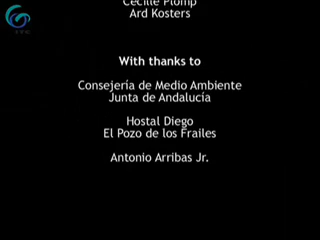 Cecilie Plomp
Ard Kosters
With thanks to
Consejería de Medio Ambiente
Junta de Andalucía
Hostal Diego
El Pozo de los Frailes
Antonio Arribas Jr.